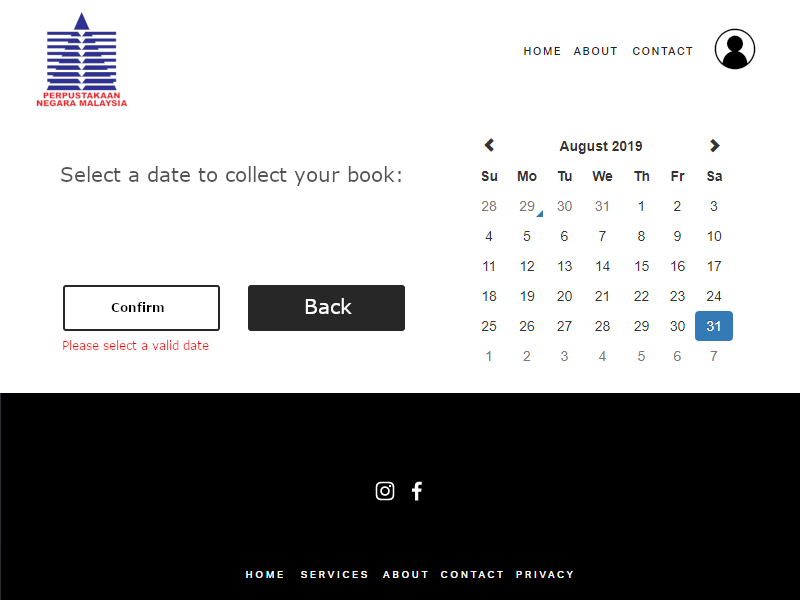 PERPUSTAKAAN
NEGARA MALAYSIA
HOME ABOUT CONTACT
Select a date to collect your book:
August 2019
Su Mo Tu We Th Fr Sa
28 29 30 31 1 2 3
4 5 6 7 8 9 10
11 12 13 14 15 16 17
18 19 20 21 22 23 24
25 26 27 28 29 30 31
1 2 3 4 5 6 7
Confirm
Back
Please select a valid date
HOME SERVICES ABOUT CONTACT PRIVACY